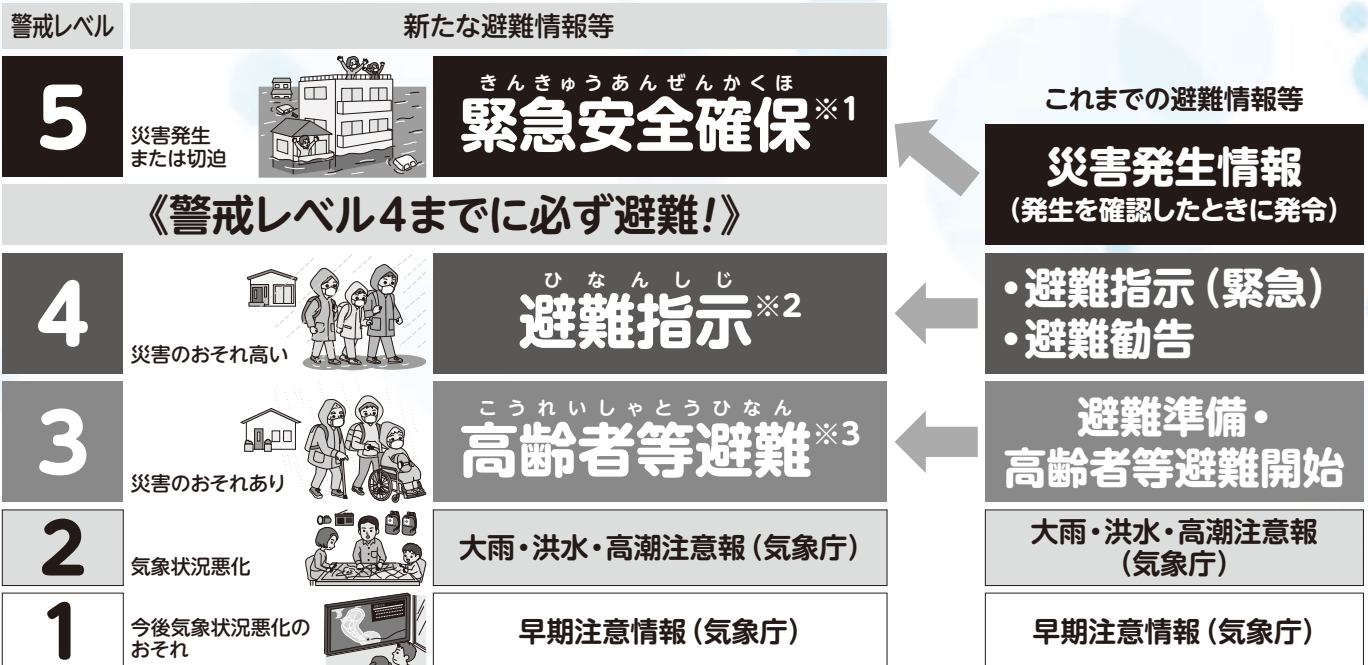 警戒レベル
新たな避難情報等
5
災害発生
または切迫
きんきゅうあんぜんかくほ
緊急安全確保※1
《警戒レベル4までに必ず避難!》
4
災害のおそれ高い
ひなんしじ
避難指示※2
3
災害のおそれあり
こうれいしゃとうひなん
高齢者等避難※3
2
気象状況悪化
大雨・洪水・高潮注意報(気象庁)
1
今後気象状況悪化の
おそれ
早期注意情報(気象庁)
これまでの避難情報等
災害発生情報
(発生を確認したときに発令)
・避難指示(緊急)
・避難勧告
避難準備・
高齢者等避難開始
大雨・洪水・高潮注意報
(気象庁)
早期注意情報(気象庁)